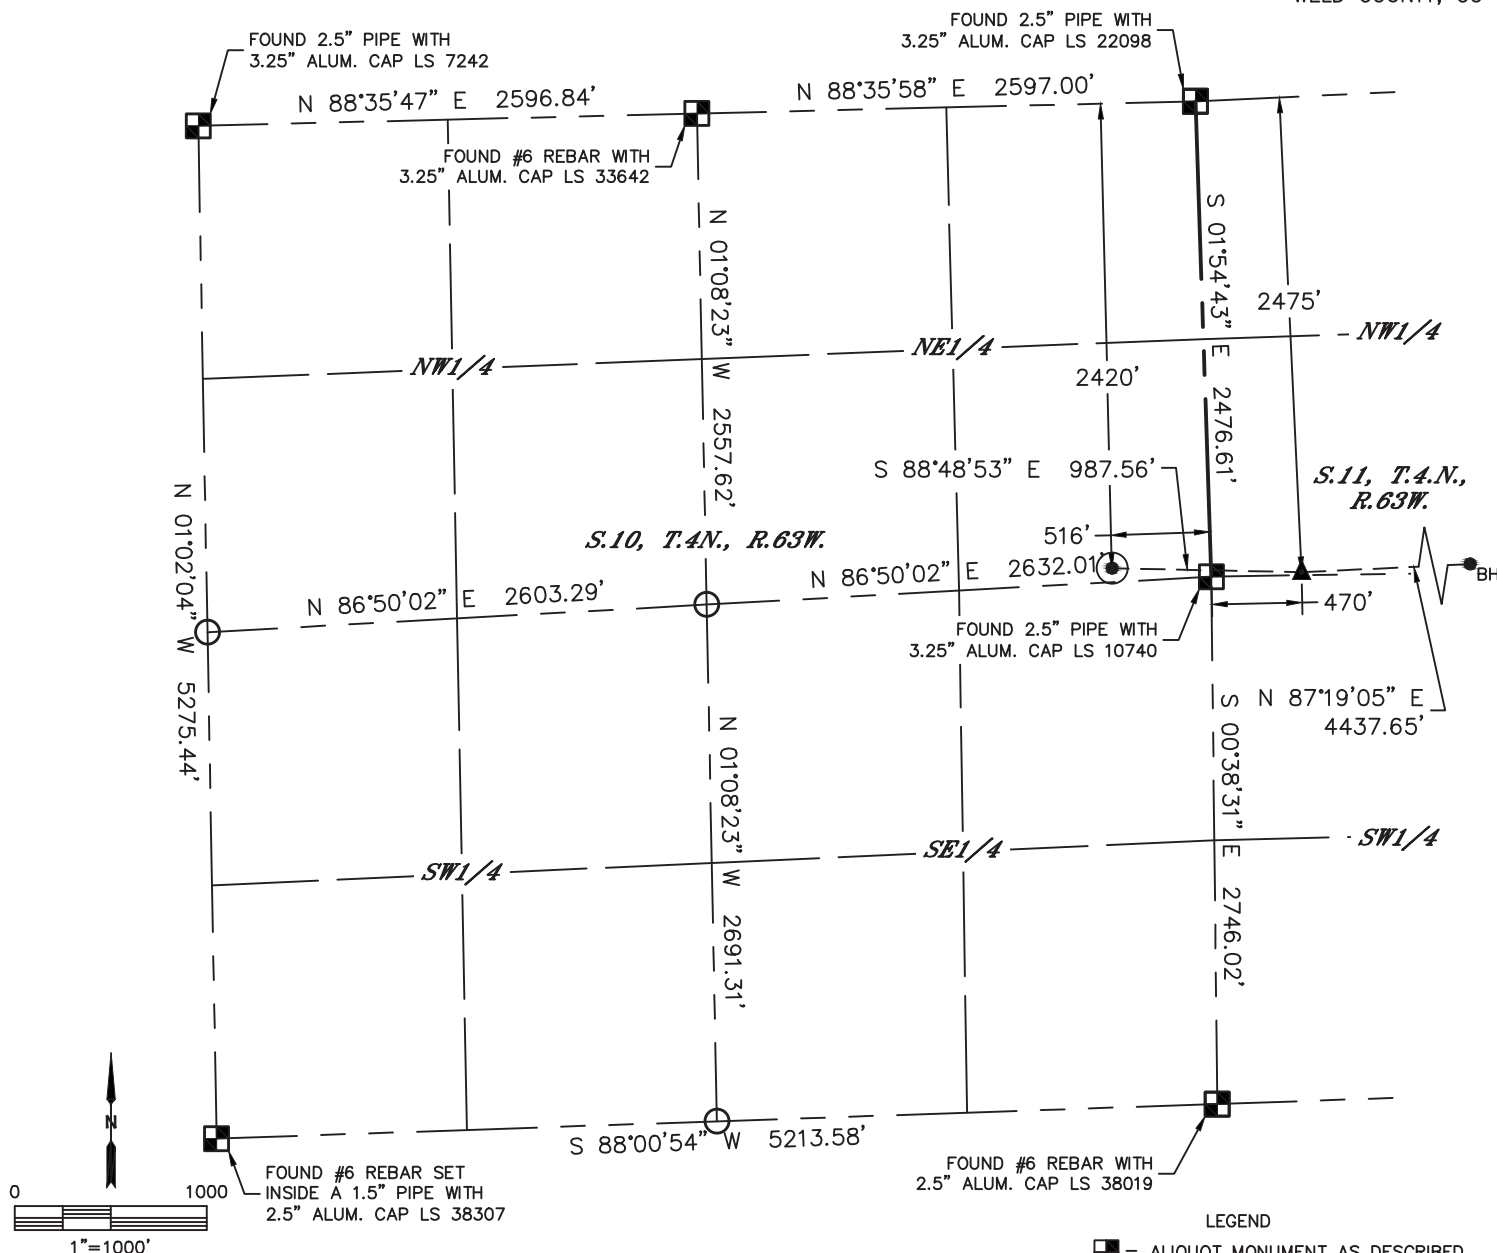 FOUND 2.5" PIPE WITH
3.25" ALUM. CAP LS 7242
FOUND 2.5" PIPE WITH
3.25" ALUM. CAP LS 22098
N 88°35'47" E 2596.84'
N 88°35'58" E 2597.00'
FOUND #6 REBAR WITH
3.25" ALUM. CAP LS 33642
N 01°08'23" W 2557.62'
S 01°54'43" E 2476.61'
2475'
NW1/4
NE1/4
NW1/4
2420'
S 88°48'53" E 987.56'
S.11, T.4.N.,
R.63W.
N 01°02'04" W 5275.44'
S.10, T.4N., R.63W.
516'
N 86°50'02" E 2603.29'
N 86°50'02" E 2632.01'
BH
470'
FOUND 2.5" PIPE WITH
3.25" ALUM. CAP LS 10740
N 87°19'05" E
4437.65'
N 01°08'23" W 2691.31'
S 00°38'31" E 2746.02'
SW1/4
SE1/4
SW1/4
N
S 88°00'54" W 5213.58'
FOUND #6 REBAR SET
INSIDE A 1.5" PIPE WITH
2.5" ALUM. CAP LS 38307
FOUND #6 REBAR WITH
2.5" ALUM. CAP LS 38019
0 1000
1"=1000'
LEGEND
= ALIQUOT MONUMENT AS DESCRIBED